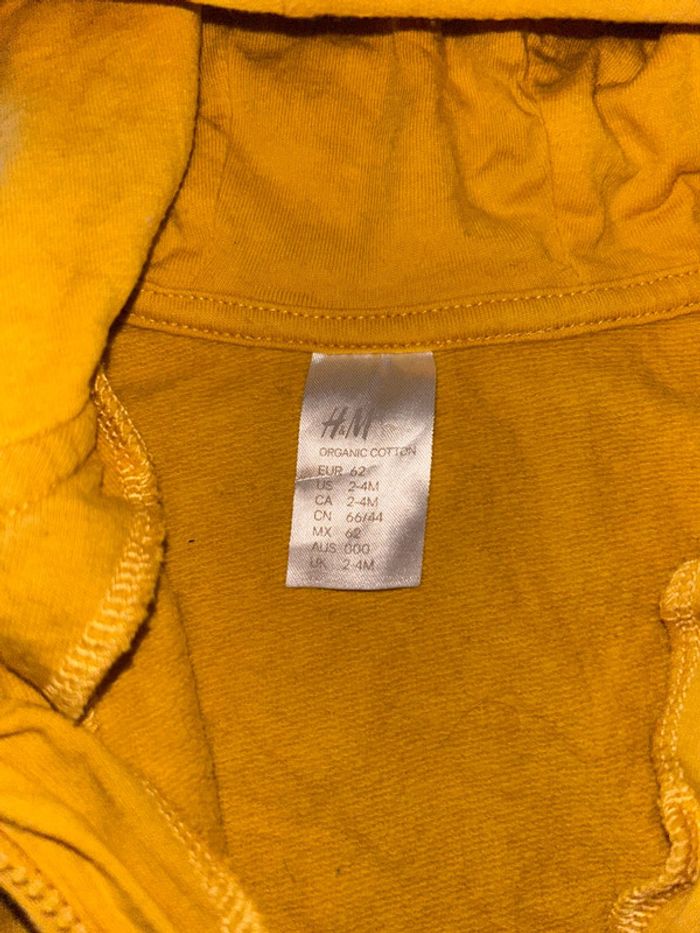 H&M
ORGANIC COTTON
EUR 62
US 2-4M
CA 2-4M
CN 66/44
MX 62
AUS 000
UK 2-4M